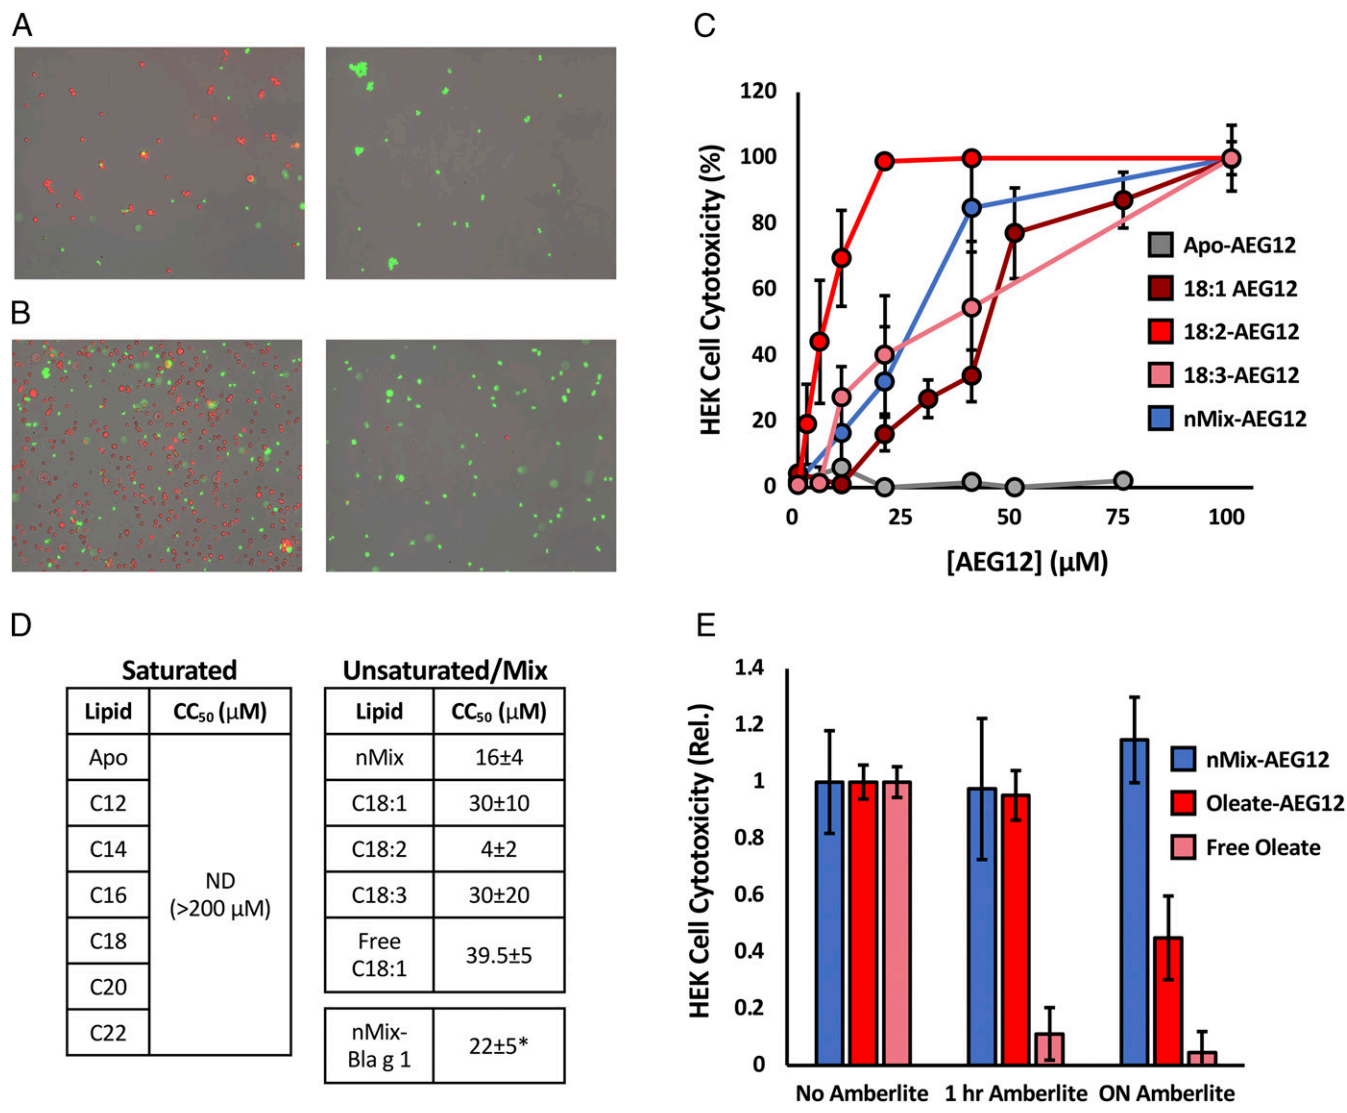 A
B
C
HEK Cell Cytotoxicity (%)
120
100
80
60
40
20
0
0 25 50 75 100
[AEG12] (μM)
Apo-AEG12
18:1 AEG12
18:2-AEG12
18:3-AEG12
nMix-AEG12
D
Saturated
Lipid CC₅₀ (μM)
Apo
C12
C14
C16
C18
C20
C22
ND
(>200 μM)
Unsaturated/Mix
Lipid CC₅₀ (μM)
nMix 16±4
C18:1 30±10
C18:2 4±2
C18:3 30±20
Free
C18:1 39.5±5
nMix-
Bla g 1 22±5*
E
HEK Cell Cytotoxicity (Rel.)
1.4
1.2
1
0.8
0.6
0.4
0.2
0
No Amberlite 1 hr Amberlite ON Amberlite
nMix-AEG12
Oleate-AEG12
Free Oleate